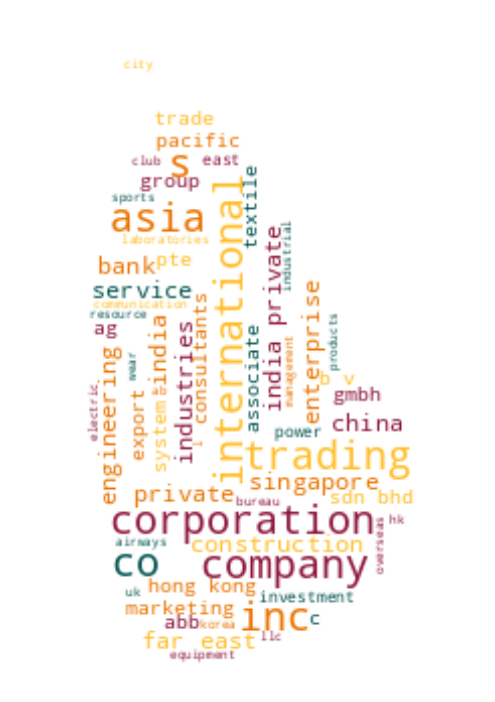 city
trade
pacific
club
east
s
group
textile
sports
asia
international
laboratories
industrial
bank
pte
india private
service
enterprise
communication
resource
consultants
ag
india
industries
products
associate
management
engineering
export
wear
system
b v
electric
gmbh
power
china
trading
singapore
private
sdn bhd
bureau
corporation
hk
overseas
airways
construction
co
company
hong kong
uk
investment
marketing
inc
c
abb
korea
far east
llc
equipment